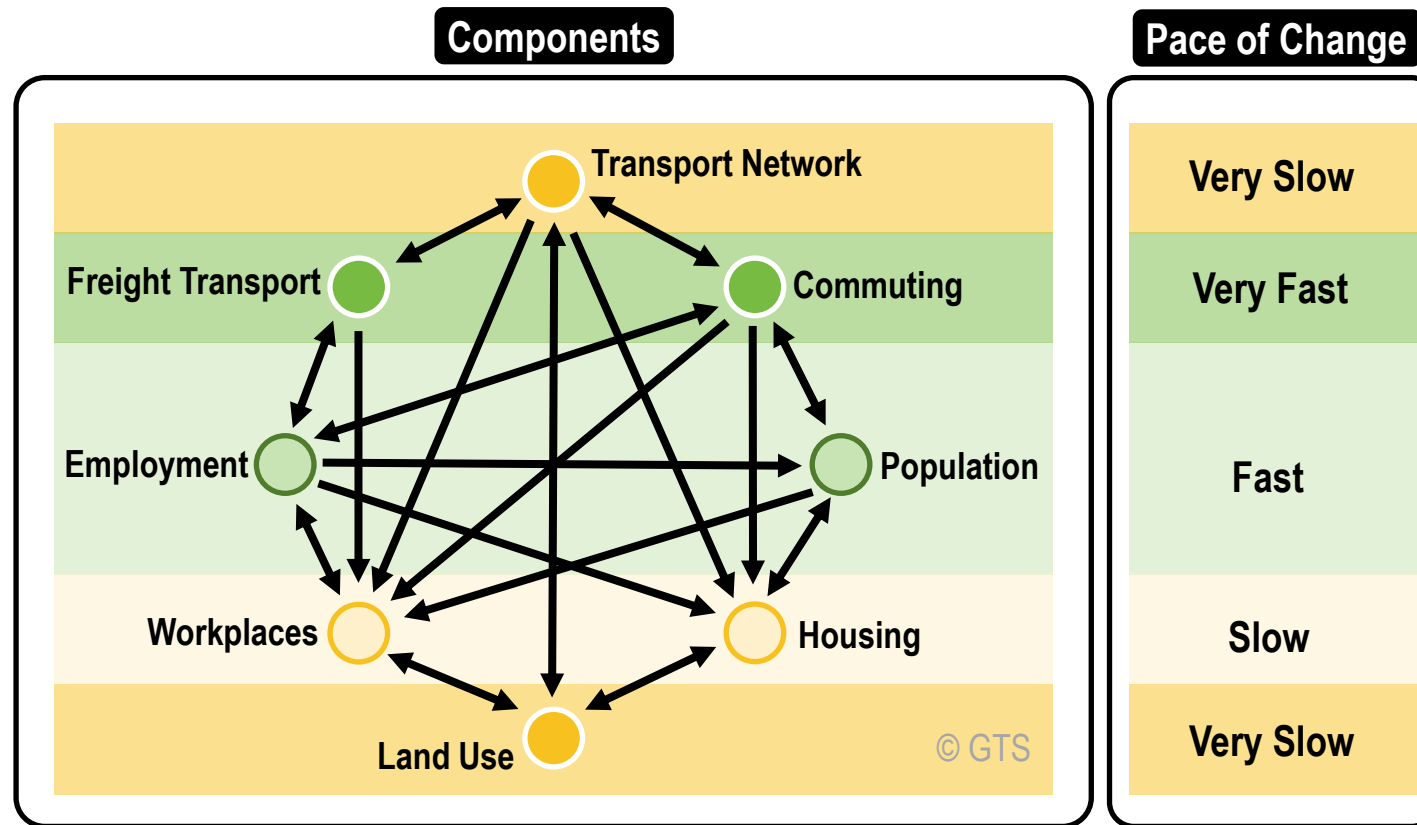 Components
Pace of Change
Transport Network
Very Slow
Freight Transport
Commuting
Very Fast
Employment
Population
Fast
Workplaces
Housing
Slow
Land Use
© GTS
Very Slow